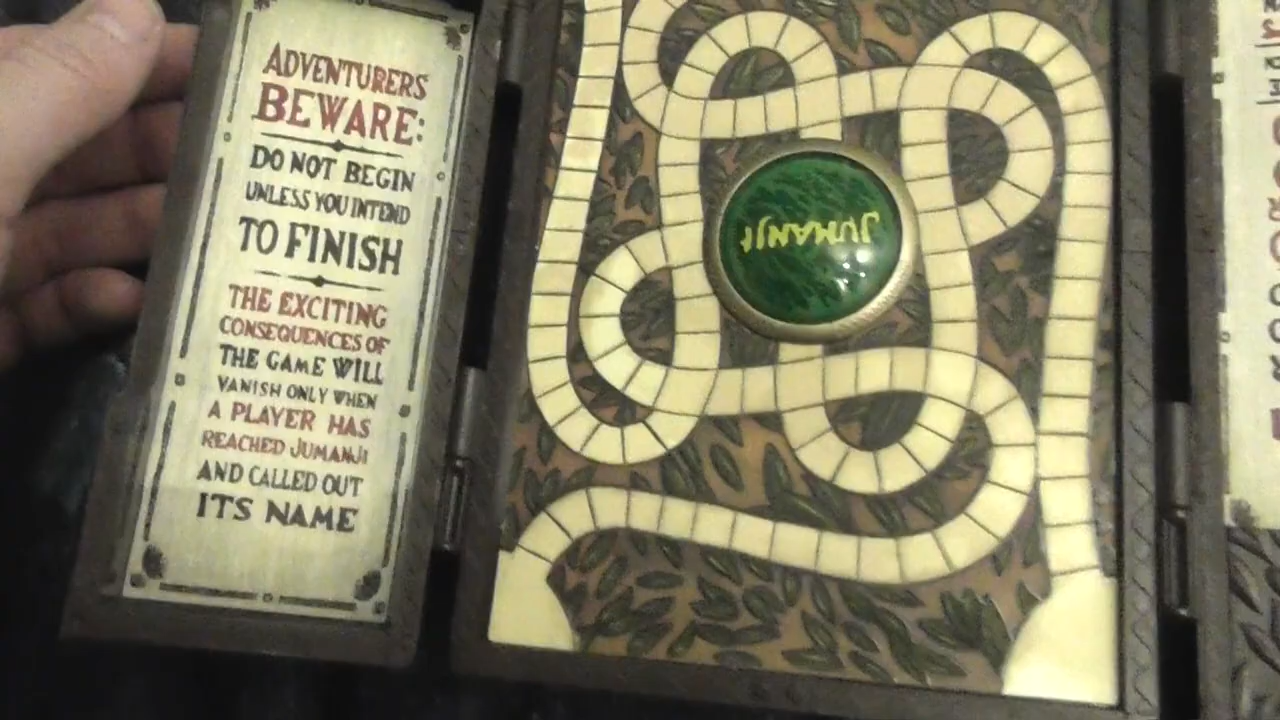 ADVENTURERS
BEWARE:
DO NOT BEGIN
UNLESS YOU INTEND
TO FINISH
THE EXCITING
CONSEQUENCES OF
THE GAME WILL
VANISH ONLY WHEN
A PLAYER HAS
REACHED JUMANJI
AND CALLED OUT
ITS NAME
JUMANJI